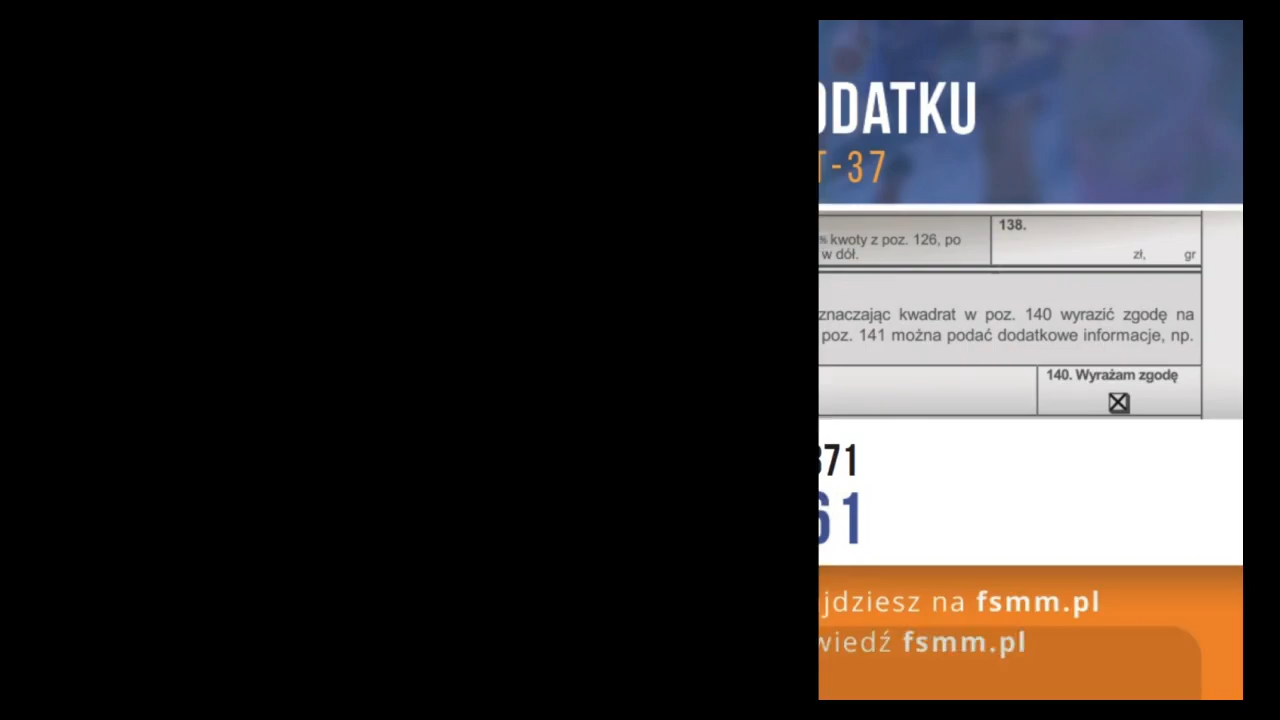 ODATKU
T-37
% kwoty z poz. 126, po
w dół.
138.
zł, gr
znaczając kwadrat w poz. 140 wyrazić zgodę na
poz. 141 można podać dodatkowe informacje, np.
140. Wyrażam zgodę
371
61
jdziesz na fsmm.pl
wiedź fsmm.pl